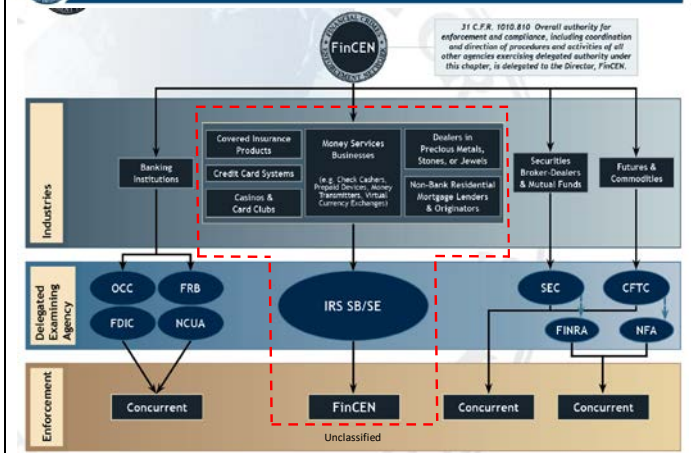 31 C.F.R. 1010.810 Overall authority for
enforcement and compliance, including coordination
and direction of procedures and activities of all
other agencies exercising delegated authority under
this chapter, is delegated to the Director, FinCEN.
FINANCIAL CRIMES
FinCEN
ENFORCEMENT NETWORK
Industries
Banking
Institutions
Covered Insurance
Products
Credit Card Systems
Casinos &
Card Clubs
Money Services
Businesses
(e.g. Check Cashers,
Prepaid Devices, Money
Transmitters, Virtual
Currency Exchanges)
Dealers in
Precious Metals,
Stones, or Jewels
Non-Bank Residential
Mortgage Lenders
& Originators
Securities
Broker-Dealers
& Mutual Funds
Futures &
Commodities
Delegated
Examining
Agency
OCC
FRB
FDIC
NCUA
IRS SB/SE
SEC
CFTC
FINRA
NFA
Enforcement
Concurrent
FinCEN
Concurrent
Concurrent
Unclassified